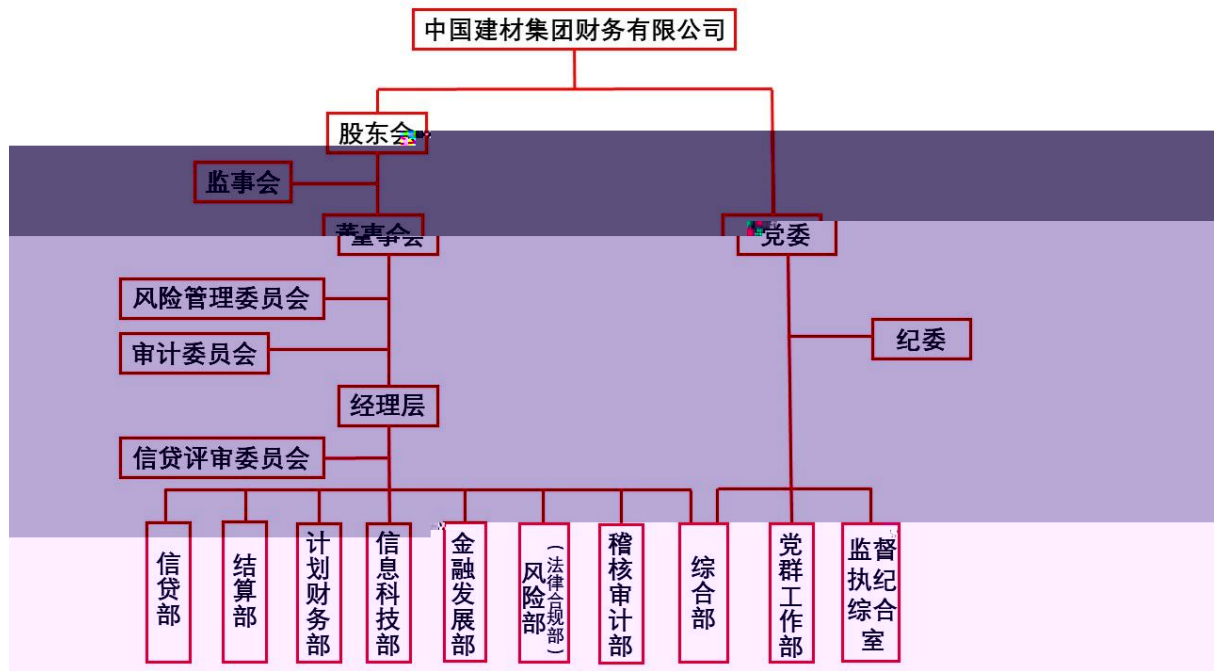 中国建材集团财务有限公司
股东会
监事会
董事会
党委
风险管理委员会
审计委员会
纪委
经理层
信贷评审委员会
信贷部
结算部
计划财务部
信息科技部
金融发展部
风险部
(法律合规部)
稽核审计部
综合部
党群工作部
监督
执纪
综合
室